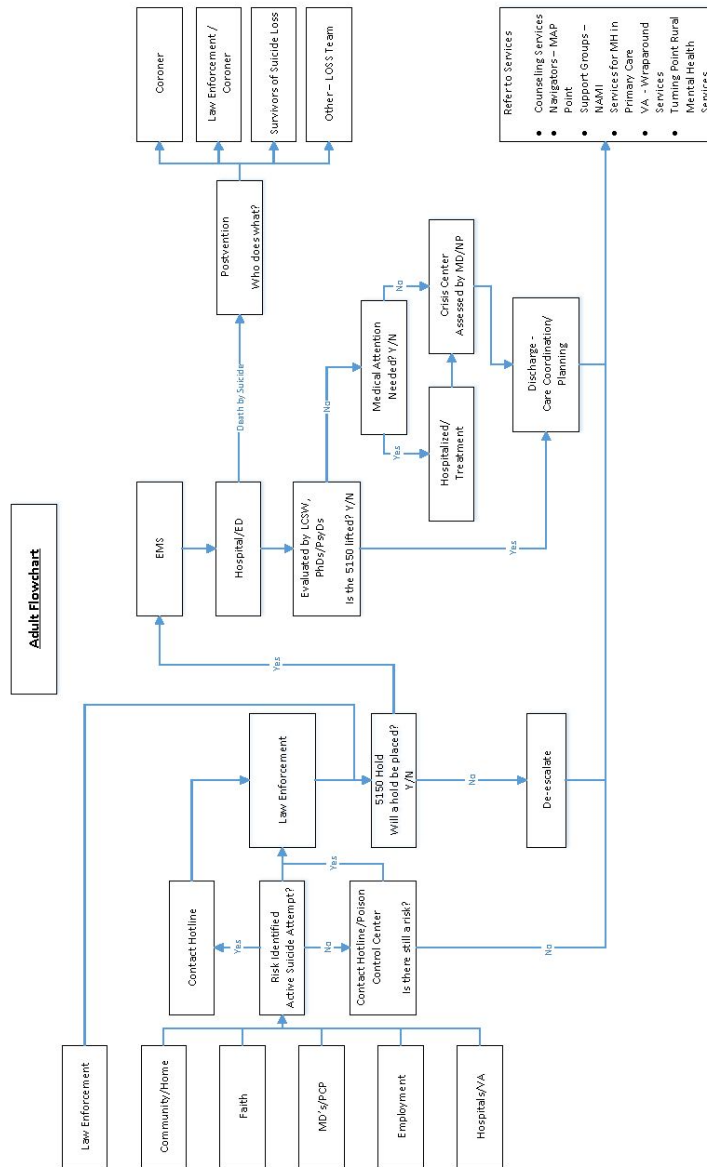 Adult Flowchart
Law Enforcement
Community/Home
Faith
MD's/PCP
Employment
Hospitals/VA
Contact Hotline
Yes
Risk Identified
Active Suicide Attempt?
No
Contact Hotline/Poison
Control Center
Is there still a risk?
Yes
No
Law Enforcement
5150 Hold
Will a hold be placed?
Y/N
Yes
No
De-escalate
EMS
Hospital/ED
Death by Suicide
Evaluated by LCSW,
PhDs/PsyDs
Is the 5150 lifted? Y/N
No
Yes
Postvention
Who does what?
Medical Attention
Needed? Y/N
Yes
No
Hospitalized/
Treatment
Crisis Center
Assessed by MD/NP
Discharge -
Care Coordination/
Planning
Coroner
Law Enforcement /
Coroner
Survivors of Suicide Loss
Other – LOSS Team
Refer to Services
• Counseling Services
• Navigators – MAP
Point
• Support Groups –
NAMI
• Services for MH in
Primary Care
• VA - Wraparound
Services
• Turning Point Rural
Mental Health
Services